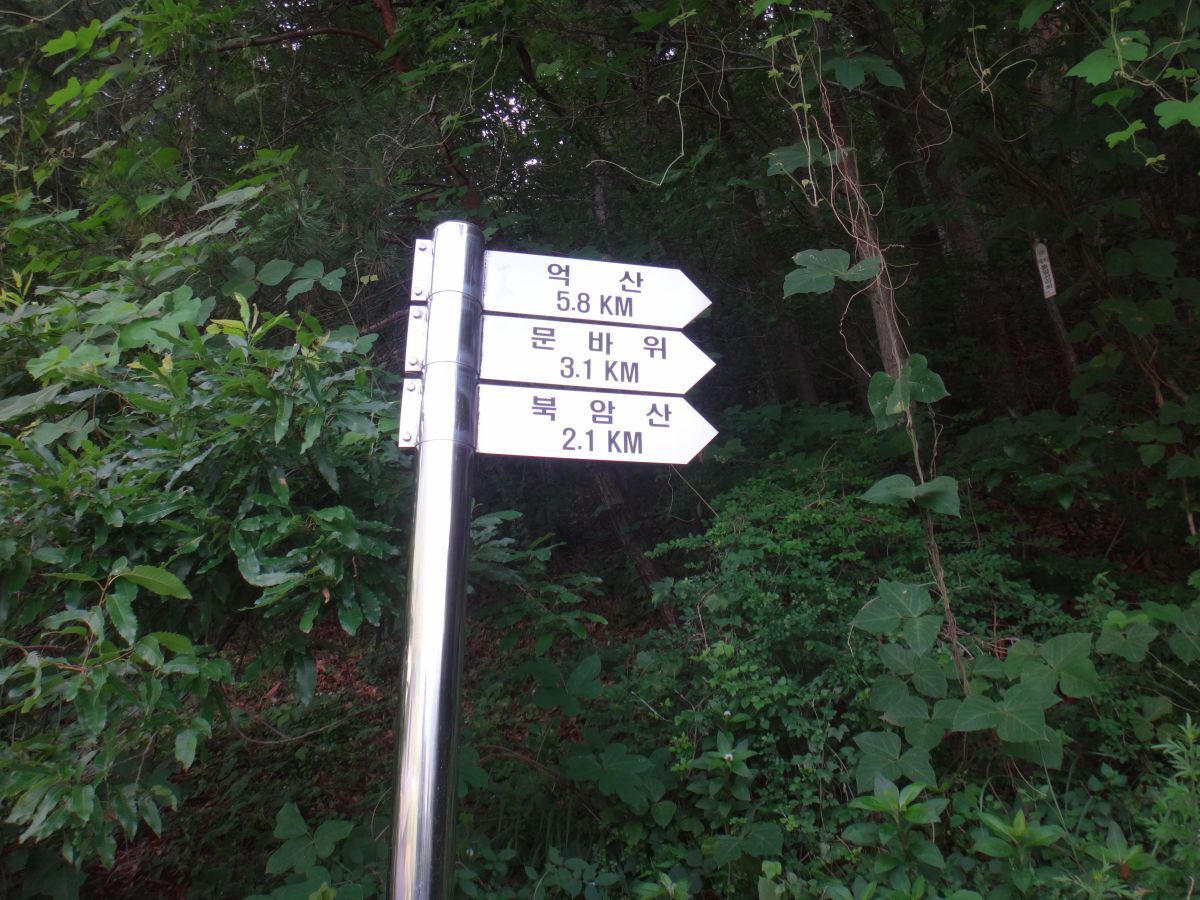 억 산
5.8 KM
문 바 위
3.1 KM
북 암 산
2.1 KM